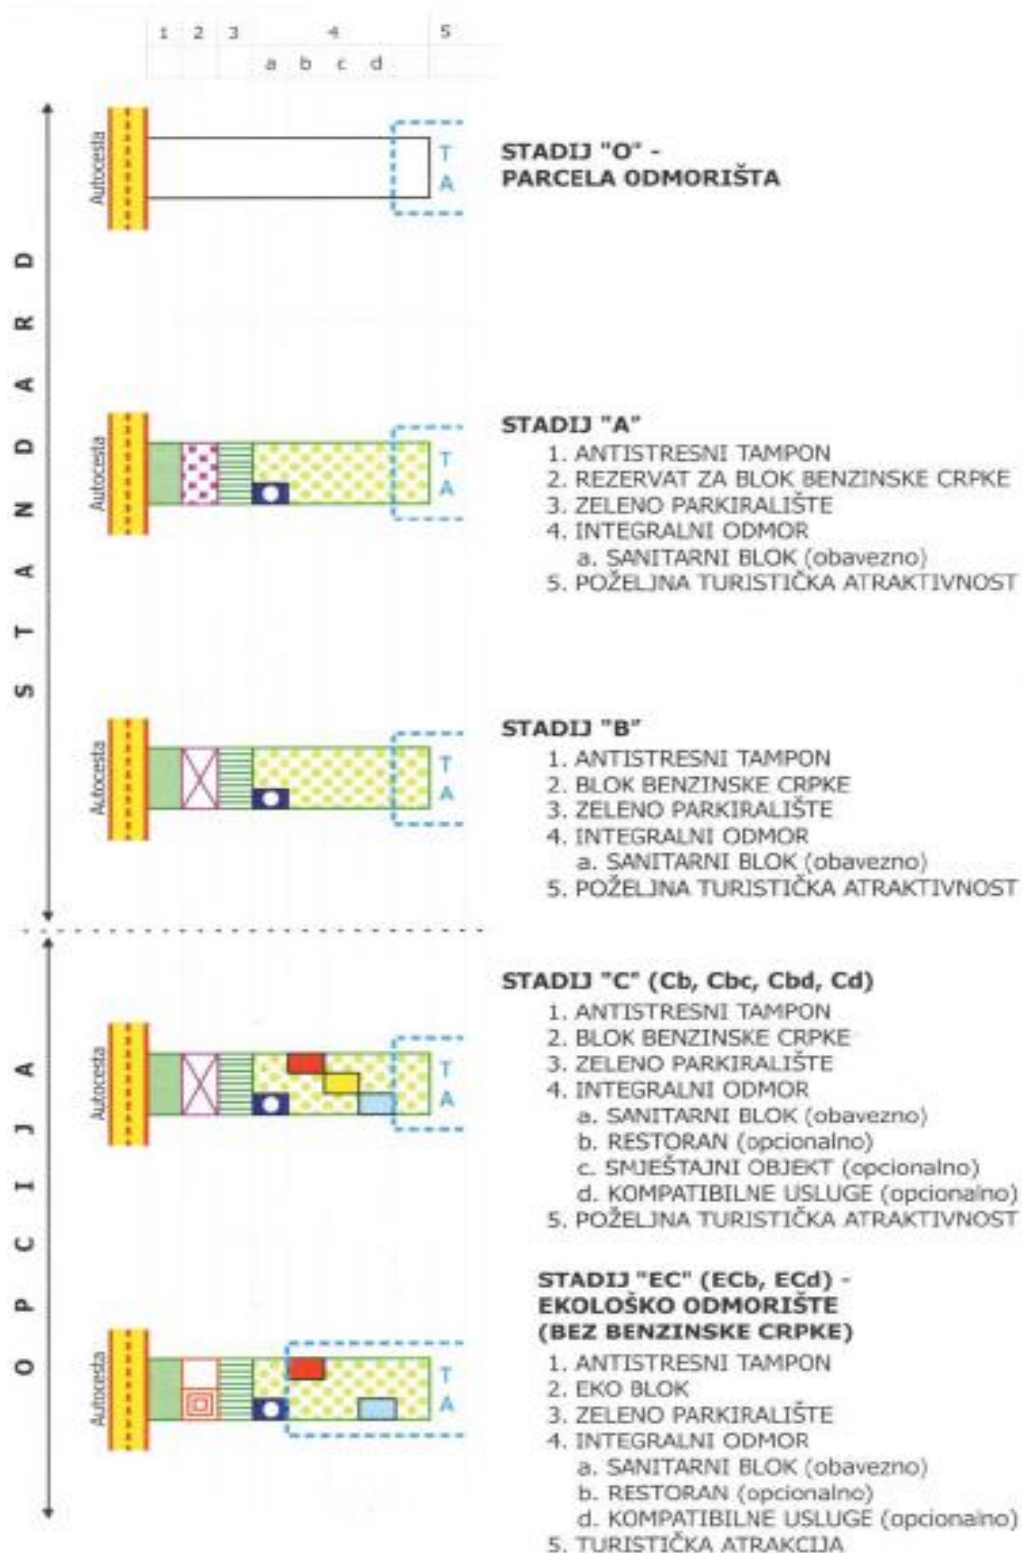 1 2 3 4 5
a b c d
STANDARD
Autocesta
T
A
STADIJ "O" -
PARCELA ODMORIŠTA
Autocesta
T
A
STADIJ "A"
1. ANTISTRESNI TAMPON
2. REZERVAT ZA BLOK BENZINSKE CRPKE
3. ZELENO PARKIRALIŠTE
4. INTEGRALNI ODMOR
a. SANITARNI BLOK (obavezno)
5. POŽELJNA TURISTIČKA ATRAKTIVNOST
Autocesta
T
A
STADIJ "B"
1. ANTISTRESNI TAMPON
2. BLOK BENZINSKE CRPKE
3. ZELENO PARKIRALIŠTE
4. INTEGRALNI ODMOR
a. SANITARNI BLOK (obavezno)
5. POŽELJNA TURISTIČKA ATRAKTIVNOST
OPCIJA
Autocesta
T
A
STADIJ "C" (Cb, Cbc, Cbd, Cd)
1. ANTISTRESNI TAMPON
2. BLOK BENZINSKE CRPKE
3. ZELENO PARKIRALIŠTE
4. INTEGRALNI ODMOR
a. SANITARNI BLOK (obavezno)
b. RESTORAN (opcionalno)
c. SMJEŠTAJNI OBJEKT (opcionalno)
d. KOMPATIBILNE USLUGE (opcionalno)
5. POŽELJNA TURISTIČKA ATRAKTIVNOST
Autocesta
T
A
STADIJ "EC" (ECb, ECd) -
EKOLOŠKO ODMORIŠTE
(BEZ BENZINSKE CRPKE)
1. ANTISTRESNI TAMPON
2. EKO BLOK
3. ZELENO PARKIRALIŠTE
4. INTEGRALNI ODMOR
a. SANITARNI BLOK (obavezno)
b. RESTORAN (opcionalno)
d. KOMPATIBILNE USLUGE (opcionalno)
5. TURISTIČKA ATRAKCIJA